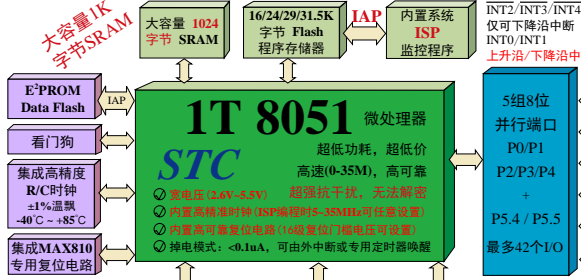 大容量1K
字节SRAM
大容量 1024
字节 SRAM
16/24/29/31.5K
字节 Flash
程序存储器
IAP
内置系统
ISP
监控程序
INT2/INT3/INT4
仅可下降沿中断
INT0/INT1
上升沿/下降沿中
E²PROM
Data Flash
IAP
看门狗
集成高精度
R/C时钟
±1%温飘
-40℃ ~ +85℃
集成MAX810
专用复位电路
1T 8051 微处理器
STC
超低功耗，超低价
高速(0-35M)，高可靠
宽电压(2.6V~5.5V) 超强抗干扰，无法解密
内置高精准时钟(ISP编程时5~35MHz可任意设置)
内置高可靠复位电路(16级复位门槛电压可设置)
掉电模式：<0.1uA，可由外中断或专用定时器唤醒
5组8位
并行端口
P0/P1
P2/P3/P4
+
P5.4 / P5.5
最多42个I/O